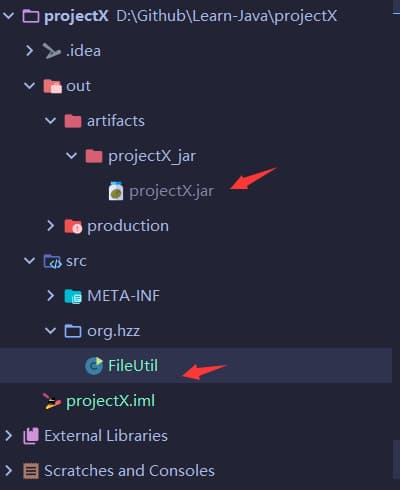 projectX D:\Github\Learn-Java\projectX
.idea
out
artifacts
projectX_jar
projectX.jar
production
src
META-INF
org.hzz
FileUtil
projectX.iml
External Libraries
Scratches and Consoles